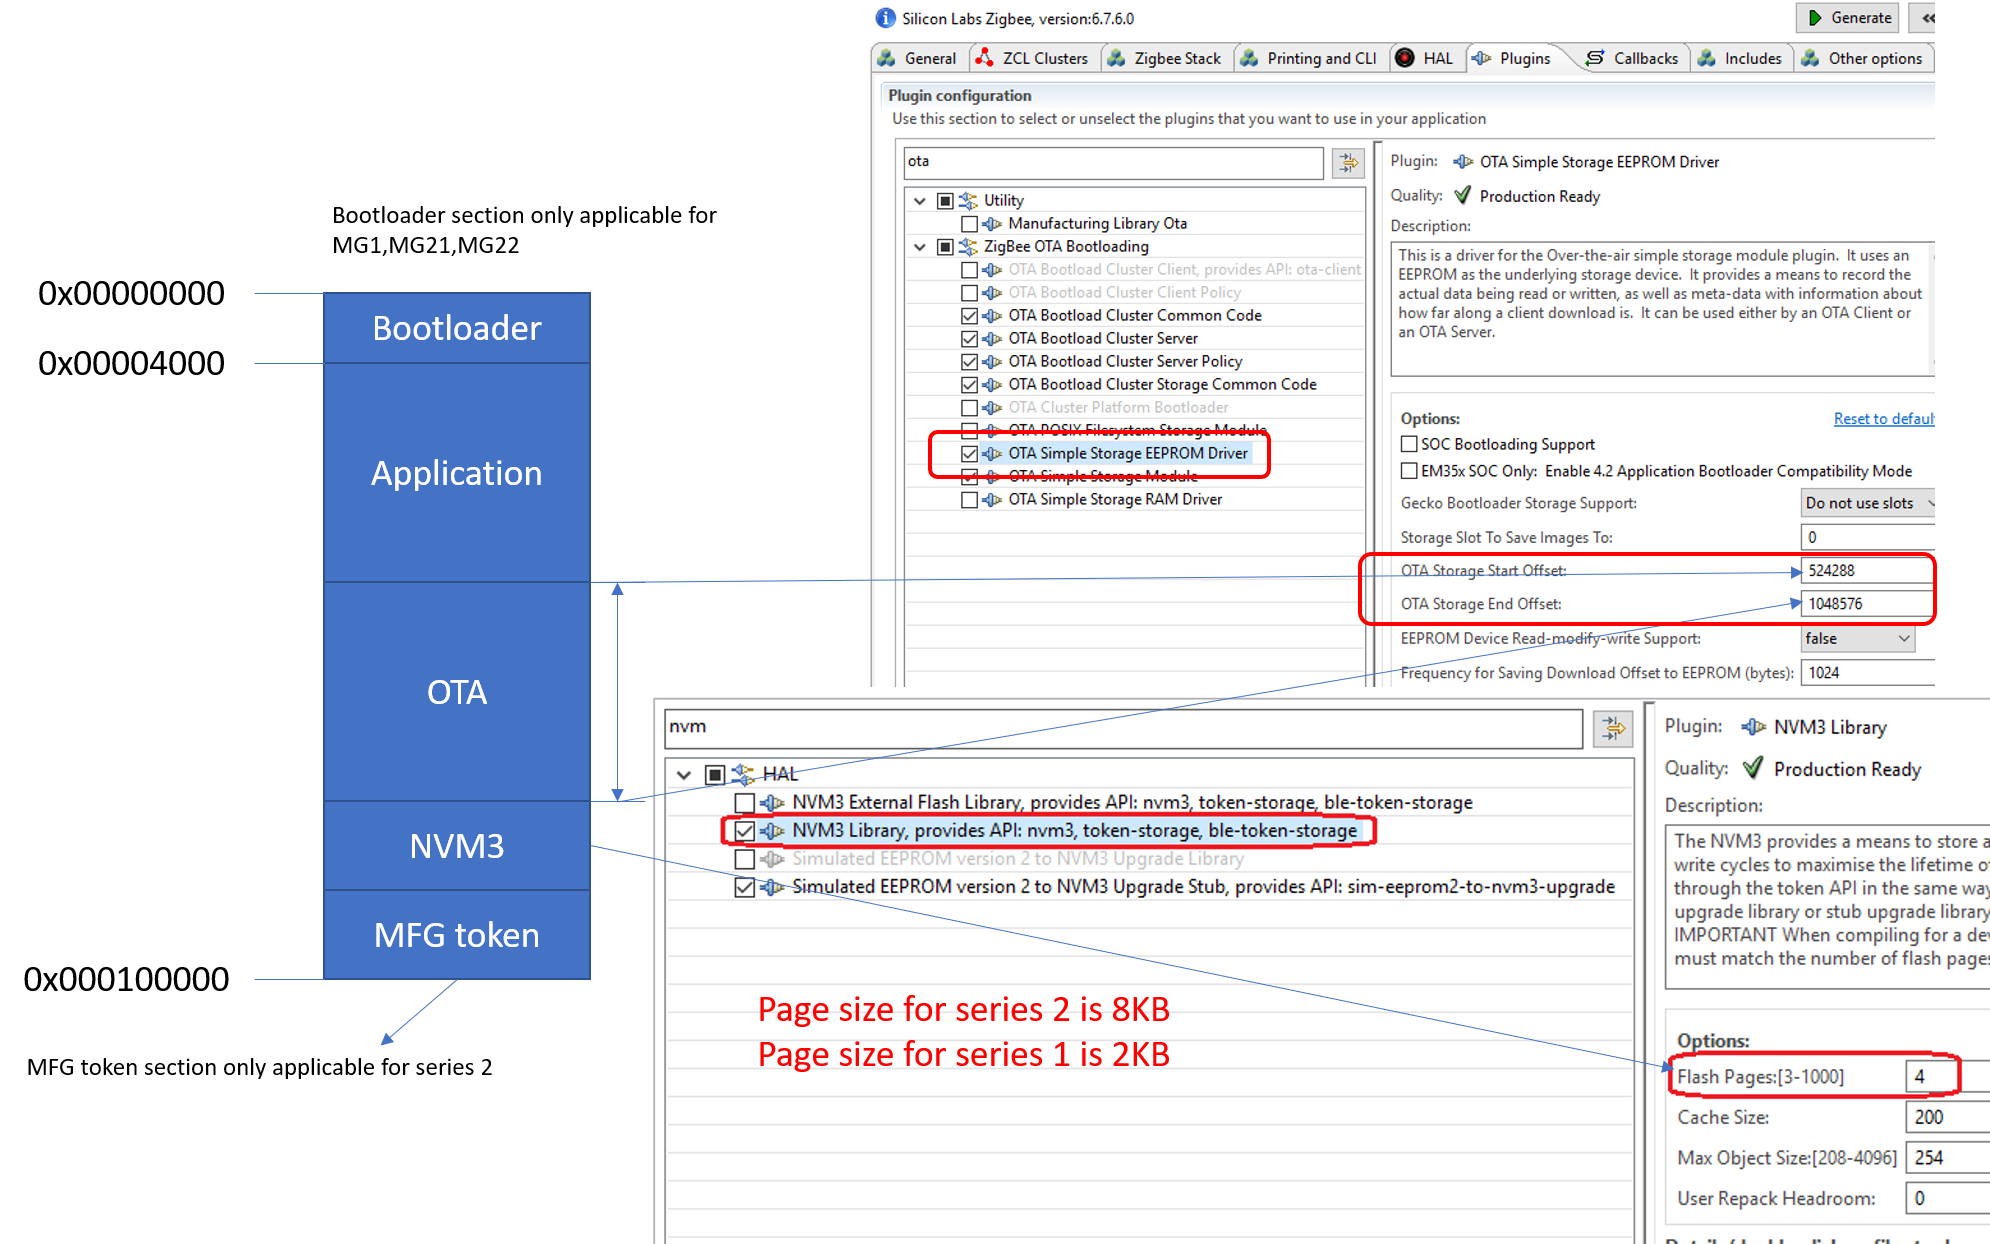 Silicon Labs Zigbee, version:6.7.6.0
Generate
General
ZCL Clusters
Zigbee Stack
Printing and CLI
HAL
Plugins
Callbacks
Includes
Other options
Plugin configuration
Use this section to select or unselect the plugins that you want to use in your application
ota
Utility
Manufacturing Library Ota
ZigBee OTA Bootloading
OTA Bootload Cluster Client, provides API: ota-client
OTA Bootload Cluster Client Policy
OTA Bootload Cluster Common Code
OTA Bootload Cluster Server
OTA Bootload Cluster Server Policy
OTA Bootload Cluster Storage Common Code
OTA Cluster Platform Bootloader
OTA POSIX Filesystem Storage Module
OTA Simple Storage EEPROM Driver
OTA Simple Storage Module
OTA Simple Storage RAM Driver
Plugin: OTA Simple Storage EEPROM Driver
Quality: Production Ready
Description:
This is a driver for the Over-the-air simple storage module plugin. It uses an
EEPROM as the underlying storage device. It provides a means to record the
actual data being read or written, as well as meta-data with information about
how far along a client download is. It can be used either by an OTA Client or
an OTA Server.
Options:
Reset to defaul
SOC Bootloading Support
EM35x SOC Only: Enable 4.2 Application Bootloader Compatibility Mode
Gecko Bootloader Storage Support: Do not use slots
Storage Slot To Save Images To: 0
OTA Storage Start Offset: 524288
OTA Storage End Offset: 1048576
EEPROM Device Read-modify-write Support: false
Frequency for Saving Download Offset to EEPROM (bytes): 1024
Bootloader section only applicable for
MG1,MG21,MG22
0x00000000
Bootloader
0x00004000
Application
OTA
NVM3
MFG token
0x000100000
MFG token section only applicable for series 2
nvm
HAL
NVM3 External Flash Library, provides API: nvm3, token-storage, ble-token-storage
NVM3 Library, provides API: nvm3, token-storage, ble-token-storage
Simulated EEPROM version 2 to NVM3 Upgrade Library
Simulated EEPROM version 2 to NVM3 Upgrade Stub, provides API: sim-eeprom2-to-nvm3-upgrade
Page size for series 2 is 8KB
Page size for series 1 is 2KB
Plugin: NVM3 Library
Quality: Production Ready
Description:
The NVM3 provides a means to store a
write cycles to maximise the lifetime o
through the token API in the same way
upgrade library or stub upgrade library
IMPORTANT When compiling for a de
must match the number of flash pages
Options:
Flash Pages:[3-1000] 4
Cache Size: 200
Max Object Size:[208-4096] 254
User Repack Headroom: 0